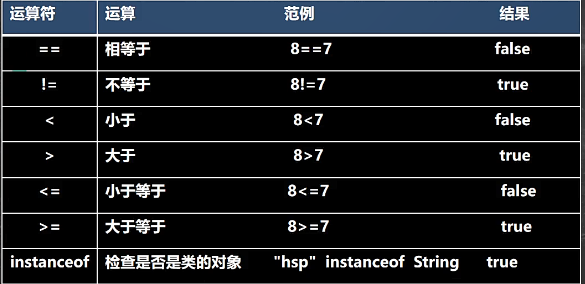 运算符 运算 范例 结果
== 相等于 8==7 false
!= 不等于 8!=7 true
< 小于 8<7 false
> 大于 8>7 true
<= 小于等于 8<=7 false
>= 大于等于 8>=7 true
instanceof 检查是否是类的对象 "hsp" instanceof String true